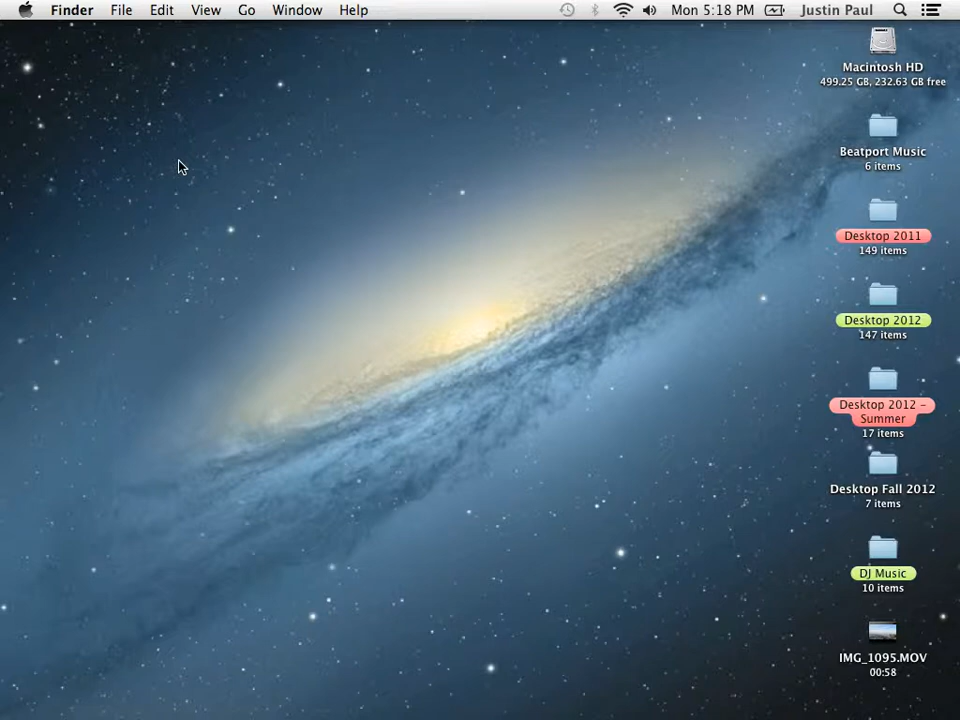 Finder File Edit View Go Window Help Mon 5:18 PM Justin Paul
Macintosh HD
499.25 GB, 232.63 GB free
Beatport Music
6 items
Desktop 2011
149 items
Desktop 2012
147 items
Desktop 2012 –
Summer
17 items
Desktop Fall 2012
7 items
DJ Music
10 items
IMG_1095.MOV
00:58